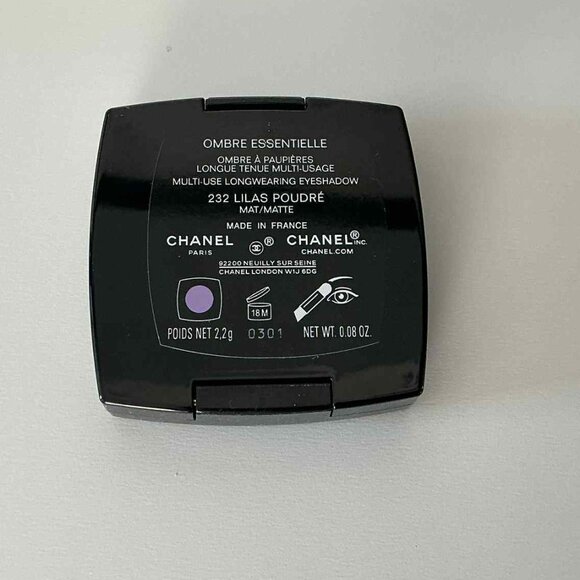 OMBRE ESSENTIELLE
OMBRE À PAUPIÈRES
LONGUE TENUE MULTI-USAGE
MULTI-USE LONGWEARING EYESHADOW
232 LILAS POUDRÉ
MAT/MATTE
MADE IN FRANCE
CHANEL ® CHANEL® INC.
PARIS CHANEL.COM
92200 NEUILLY SUR SEINE
CHANEL LONDON W1J 6DG
18 M
POIDS NET 2,2g 0301 NET WT. 0.08 OZ.